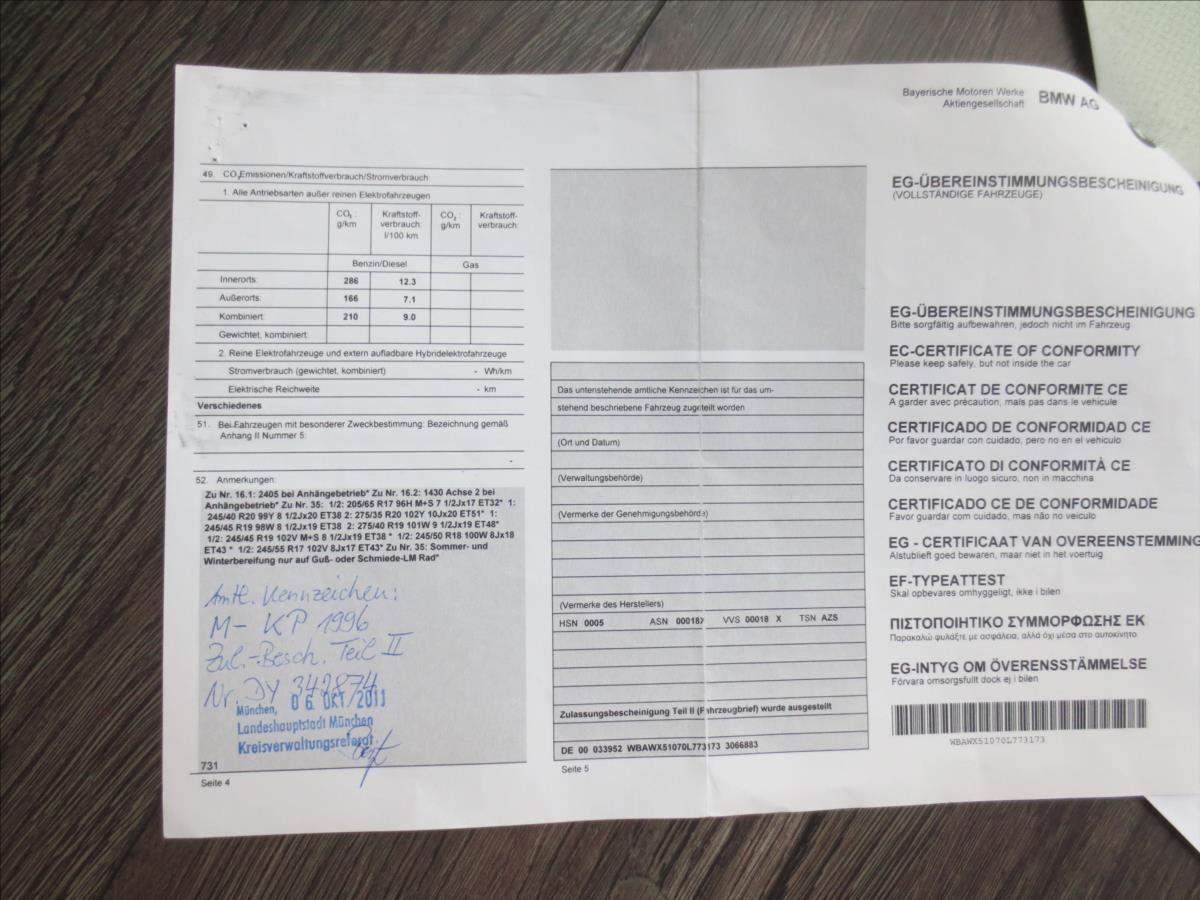 49. CO₂Emissionen/Kraftstoffverbrauch/Stromverbrauch
1. Alle Antriebsarten außer reinen Elektrofahrzeugen
CO₂ : g/km Kraftstoff-verbrauch: l/100 km CO₂ : g/km Kraftstoff-verbrauch:
Benzin/Diesel Gas
Innerorts: 286 12.3
Außerorts: 166 7.1
Kombiniert: 210 9.0
Gewichtet, kombiniert:
2. Reine Elektrofahrzeuge und extern aufladbare Hybridelektrofahrzeuge
Stromverbrauch (gewichtet, kombiniert) - Wh/km
Elektrische Reichweite - km
Verschiedenes
51. Bei Fahrzeugen mit besonderer Zweckbestimmung: Bezeichnung gemäß
Anhang II Nummer 5:
-
52. Anmerkungen:
Zu Nr. 16.1: 2405 bei Anhängebetrieb* Zu Nr. 16.2: 1430 Achse 2 bei
Anhängebetrieb* Zu Nr. 35: 1/2: 205/65 R17 96H M+S 7 1/2Jx17 ET32* 1:
245/40 R20 99Y 8 1/2Jx20 ET38 2: 275/35 R20 102Y 10Jx20 ET51* 1:
245/45 R19 98W 8 1/2Jx19 ET38 2: 275/40 R19 101W 9 1/2Jx19 ET48*
1/2: 245/45 R19 102V M+S 8 1/2Jx19 ET38 * 1/2: 245/50 R18 100W 8Jx18
ET43 * 1/2: 245/55 R17 102V 8Jx17 ET43* Zu Nr. 35: Sommer- und
Winterbereifung nur auf Guß- oder Schmiede-LM Rad*
Amtl. Kennzeichen:
M- KP 1996
Zul.-Besch. Teil II
Nr. DY 342874
München, 06. OKT. 2011
Landeshauptstadt München
Kreisverwaltungsreferat
731
Seite 4
Das untenstehende amtliche Kennzeichen ist für das um-
stehend beschriebene Fahrzeug zugeteilt worden
(Ort und Datum)
(Verwaltungsbehörde)
(Vermerke der Genehmigungsbehörde)
(Vermerke des Herstellers)
HSN 0005 ASN 00018X VVS 00018 X TSN AZS
Zulassungsbescheinigung Teil II (Fahrzeugbrief) wurde ausgestellt
DE 00 033952 WBAWX51070L773173 3066883
Seite 5
Bayerische Motoren Werke
Aktiengesellschaft
BMW AG
EG-ÜBEREINSTIMMUNGSBESCHEINIGUNG
(VOLLSTÄNDIGE FAHRZEUGE)
EG-ÜBEREINSTIMMUNGSBESCHEINIGUNG
Bitte sorgfältig aufbewahren, jedoch nicht im Fahrzeug
EC-CERTIFICATE OF CONFORMITY
Please keep safely, but not inside the car
CERTIFICAT DE CONFORMITE CE
A garder avec précaution, mais pas dans le vehicule
CERTIFICADO DE CONFORMIDAD CE
Por favor guardar con cuidado, pero no en el vehiculo
CERTIFICATO DI CONFORMITÀ CE
Da conservare in luogo sicuro, non in macchina
CERTIFICADO CE DE CONFORMIDADE
Favor guardar com cuidado, mas não no veículo
EG - CERTIFICAAT VAN OVEREENSTEMMING
Alstublieft goed bewaren, maar niet in het voertuig
EF-TYPEATTEST
Skal opbevares omhyggeligt, ikke i bilen
ΠΙΣΤΟΠΟΙΗΤΙΚΟ ΣΥΜΜΟΡΦΩΣΗΣ ΕΚ
Παρακαλώ φυλάξτε με ασφάλεια, αλλά όχι μέσα στο αυτοκίνητο
EG-INTYG OM ÖVERENSSTÄMMELSE
Förvara omsorgsfullt dock ej i bilen
WBAWX51070L773173